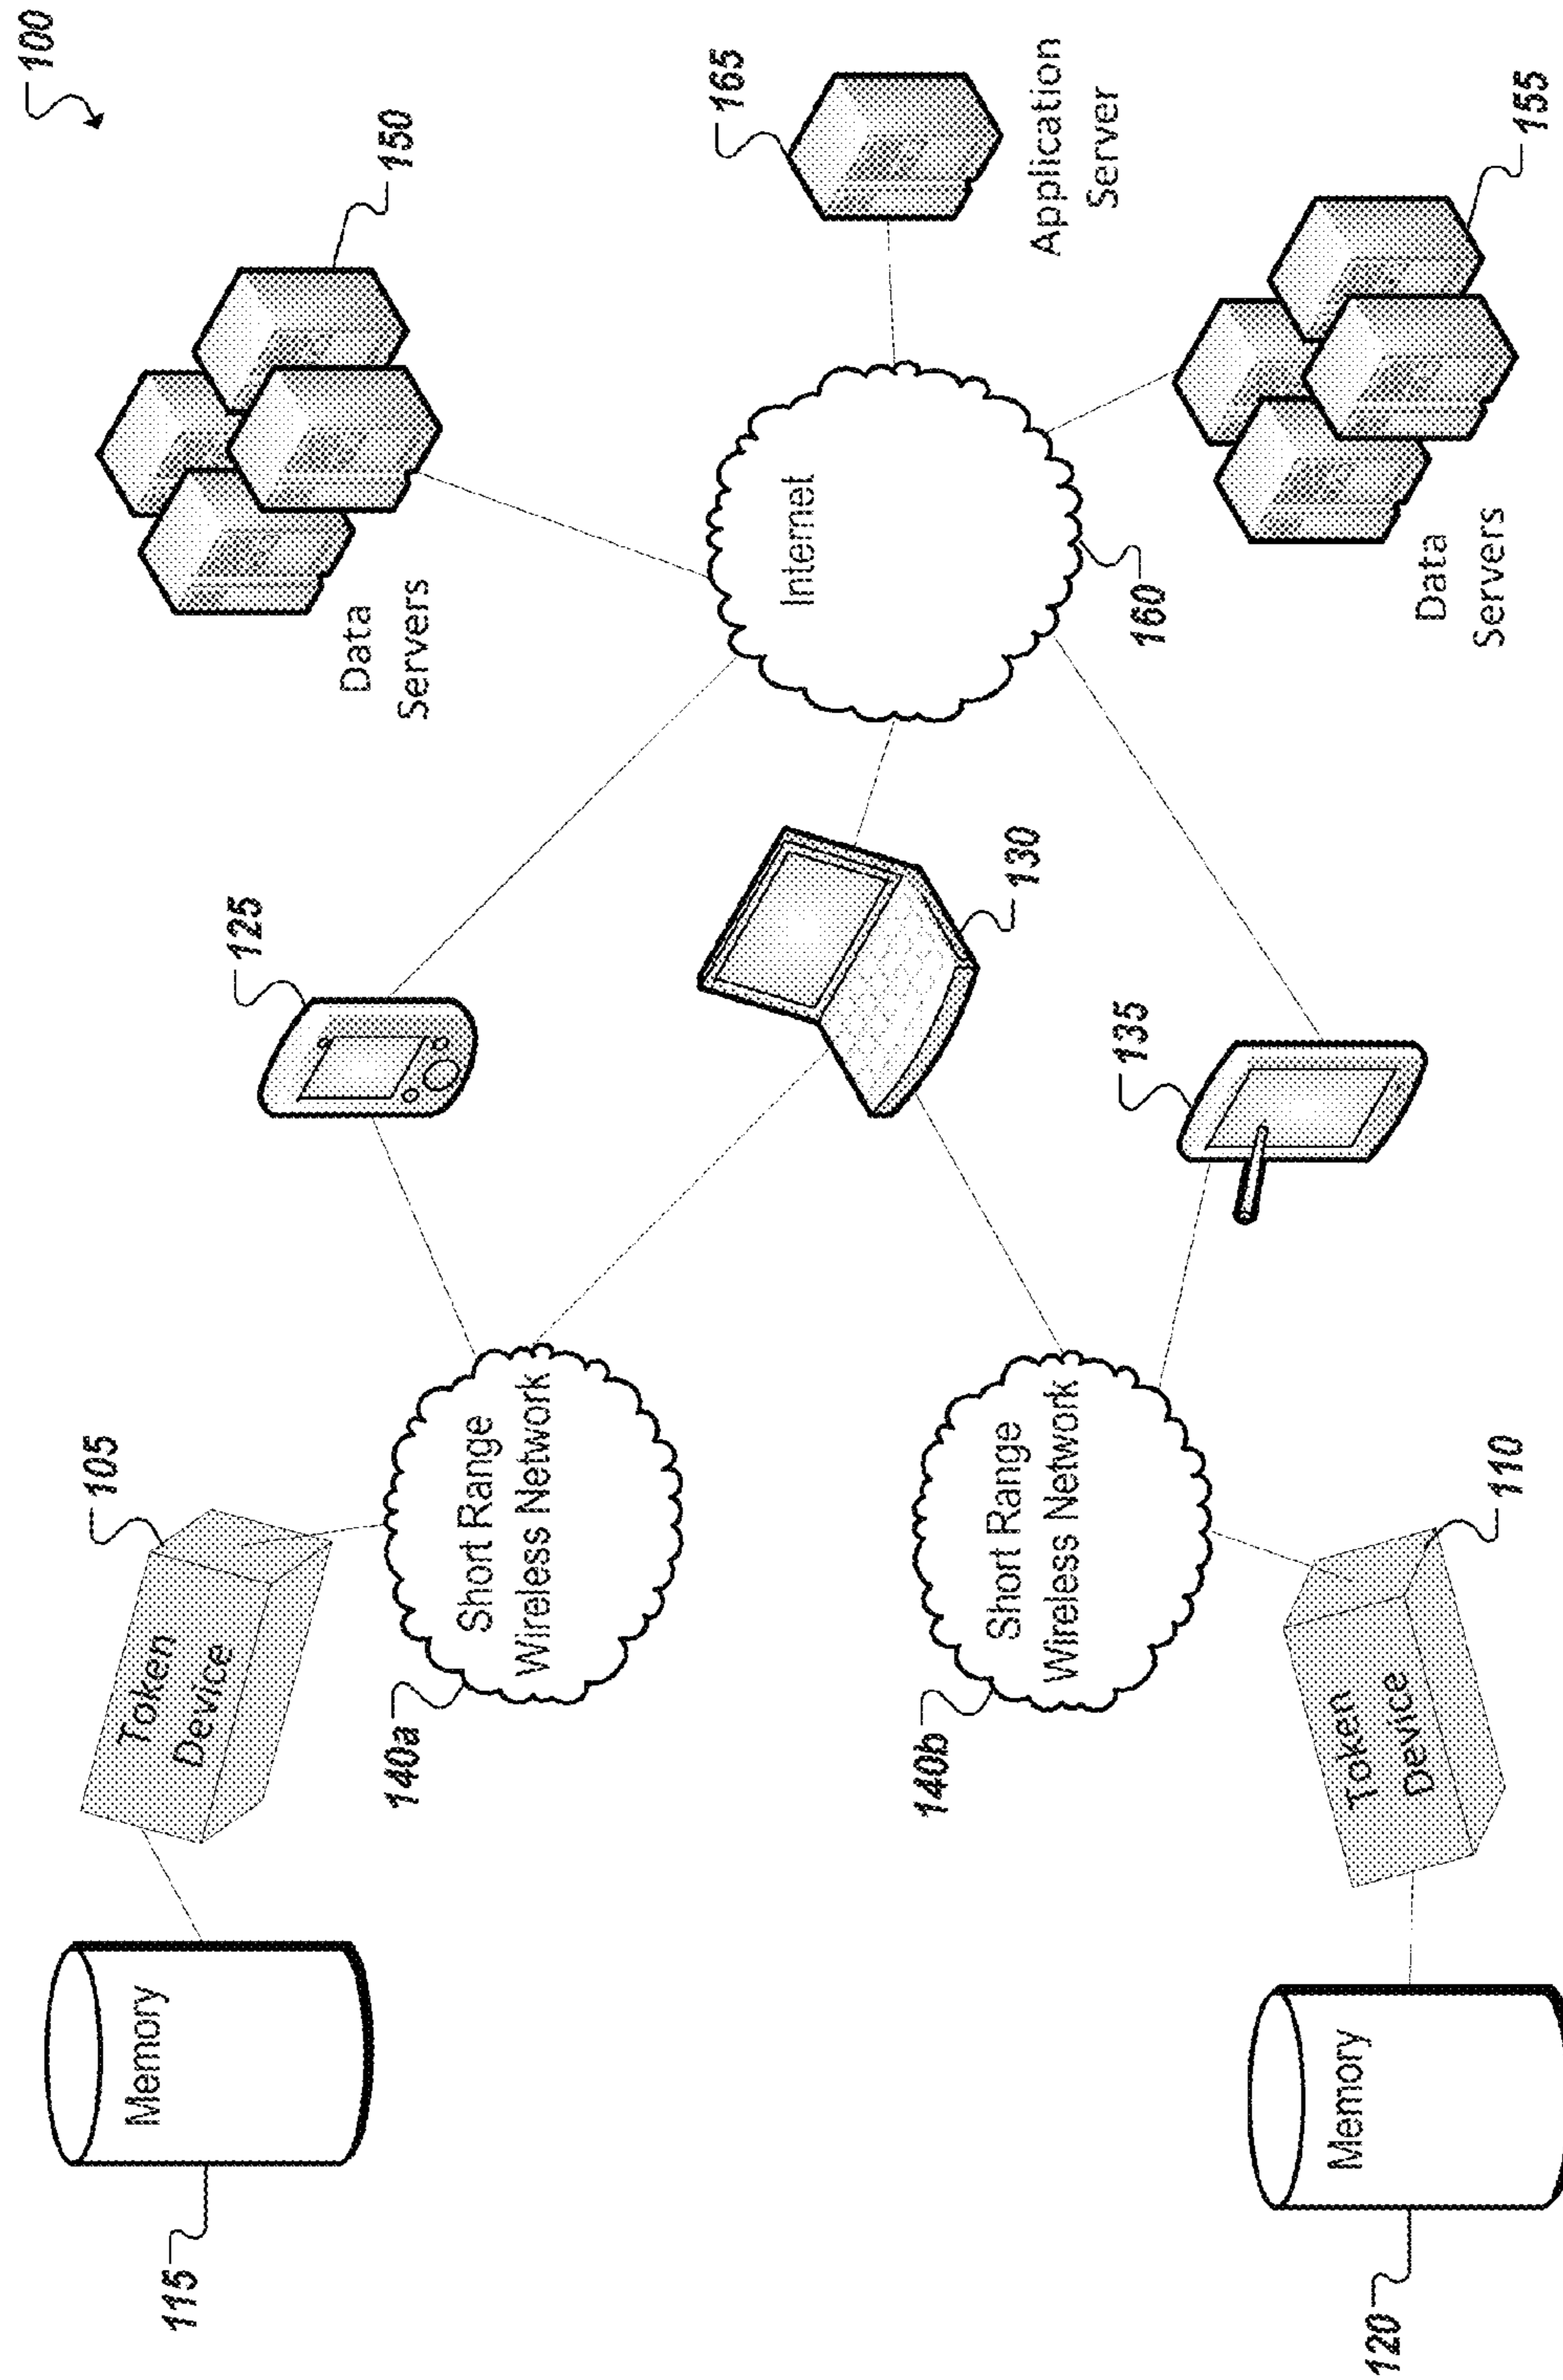 100
115
Memory
Token
Device
105
140a
Short Range
Wireless Network
125
Data
Servers
150
130
Internet
160
165
Application
Server
120
Memory
Token
Device
110
140b
Short Range
Wireless Network
135
Data
Servers
155